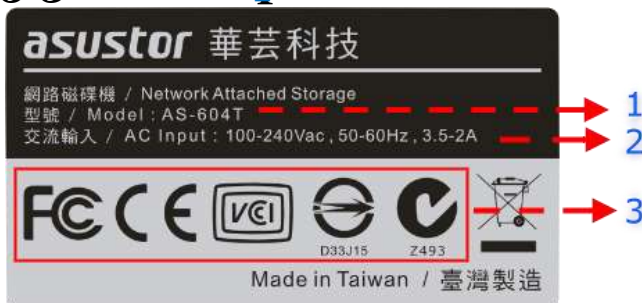 asustor 華芸科技
網路磁碟機 / Network Attached Storage
型號 / Model : AS-604T
1
交流輸入 / AC Input : 100-240Vac , 50-60Hz , 3.5-2A
2
FC CE VCI
D33J15
Z493
3
Made in Taiwan / 臺灣製造